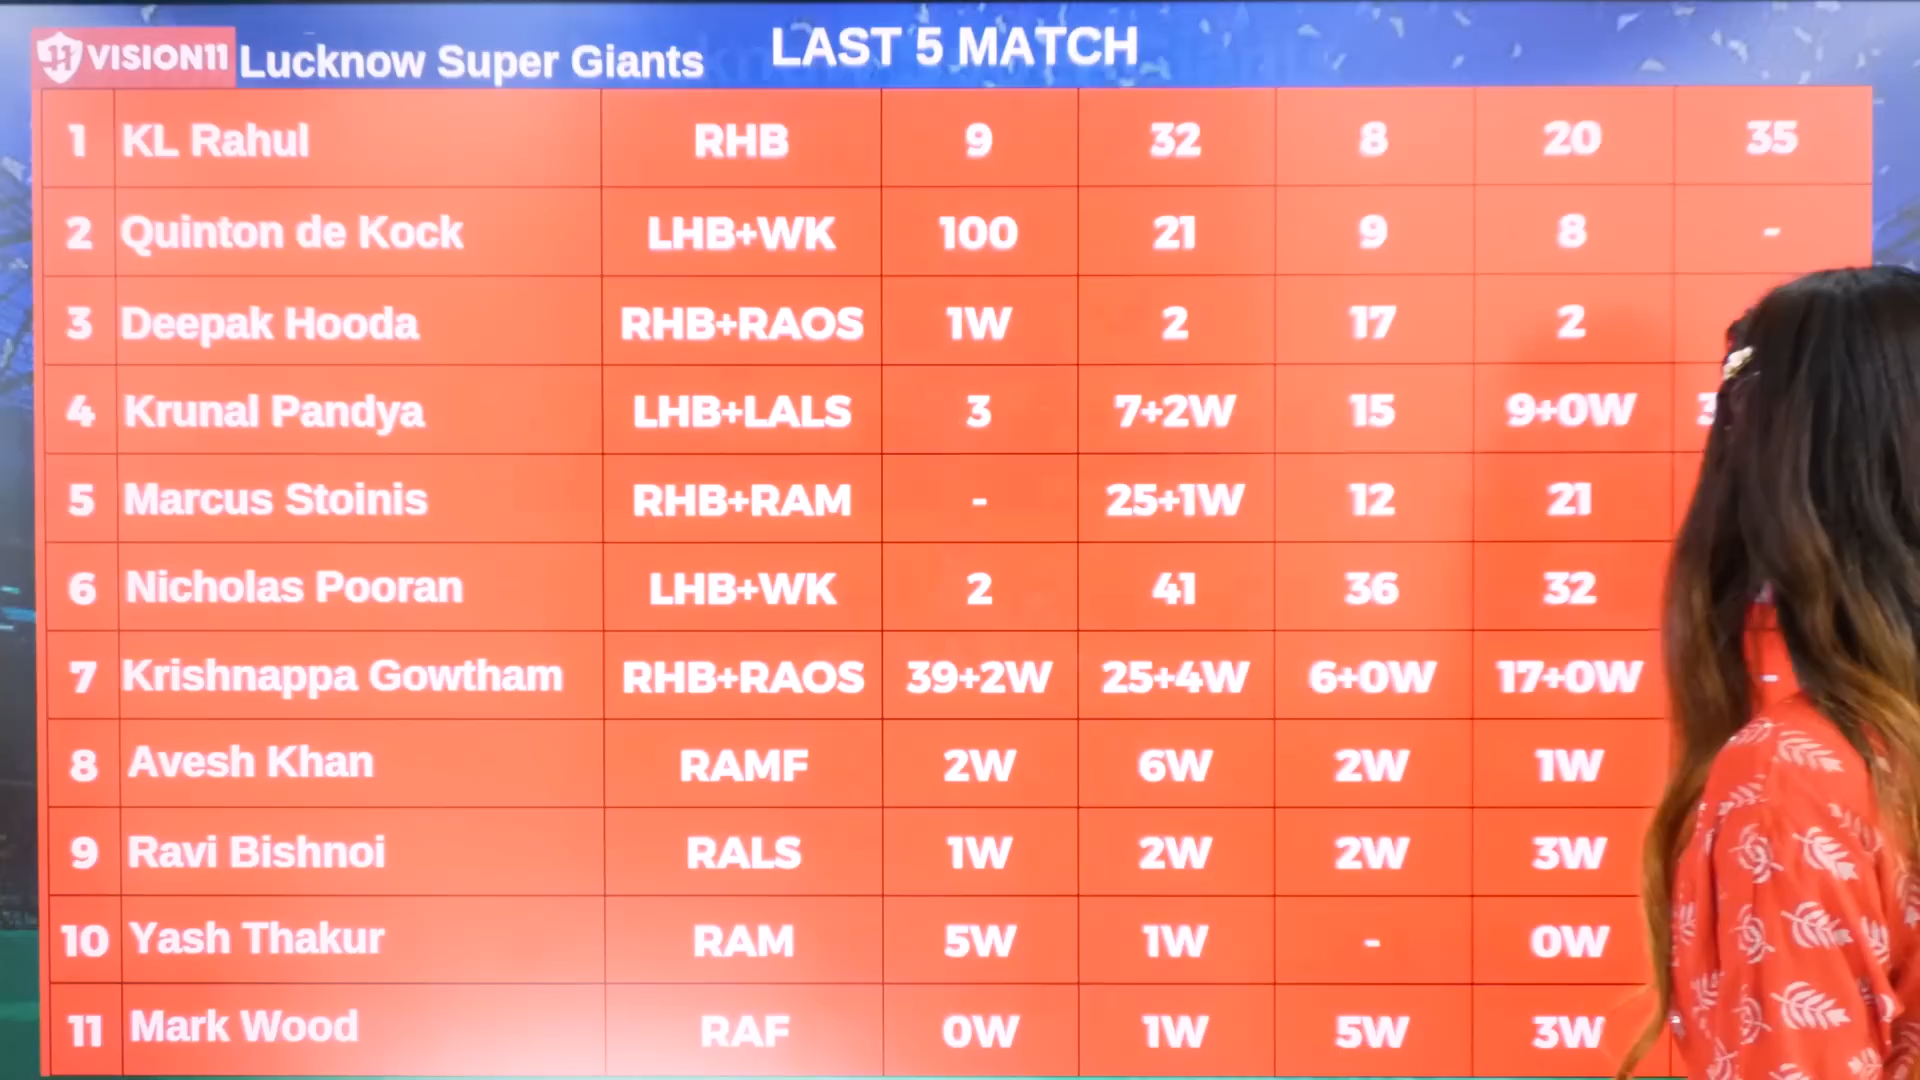 VISION11 Lucknow Super Giants LAST 5 MATCH
1 KL Rahul RHB 9 32 8 20 35
2 Quinton de Kock LHB+WK 100 21 9 8 -
3 Deepak Hooda RHB+RAOS 1W 2 17 2
4 Krunal Pandya LHB+LALS 3 7+2W 15 9+0W
5 Marcus Stoinis RHB+RAM - 25+1W 12 21
6 Nicholas Pooran LHB+WK 2 41 36 32
7 Krishnappa Gowtham RHB+RAOS 39+2W 25+4W 6+0W 17+0W -
8 Avesh Khan RAMF 2W 6W 2W 1W
9 Ravi Bishnoi RALS 1W 2W 2W 3W
10 Yash Thakur RAM 5W 1W - 0W
11 Mark Wood RAF 0W 1W 5W 3W